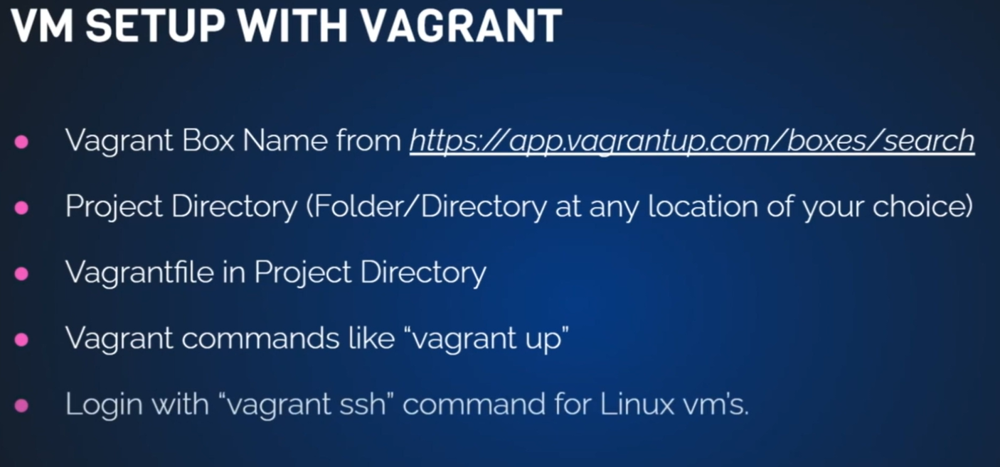 VM SETUP WITH VAGRANT
• Vagrant Box Name from https://app.vagrantup.com/boxes/search
• Project Directory (Folder/Directory at any location of your choice)
• Vagrantfile in Project Directory
• Vagrant commands like “vagrant up”
• Login with “vagrant ssh” command for Linux vm’s.